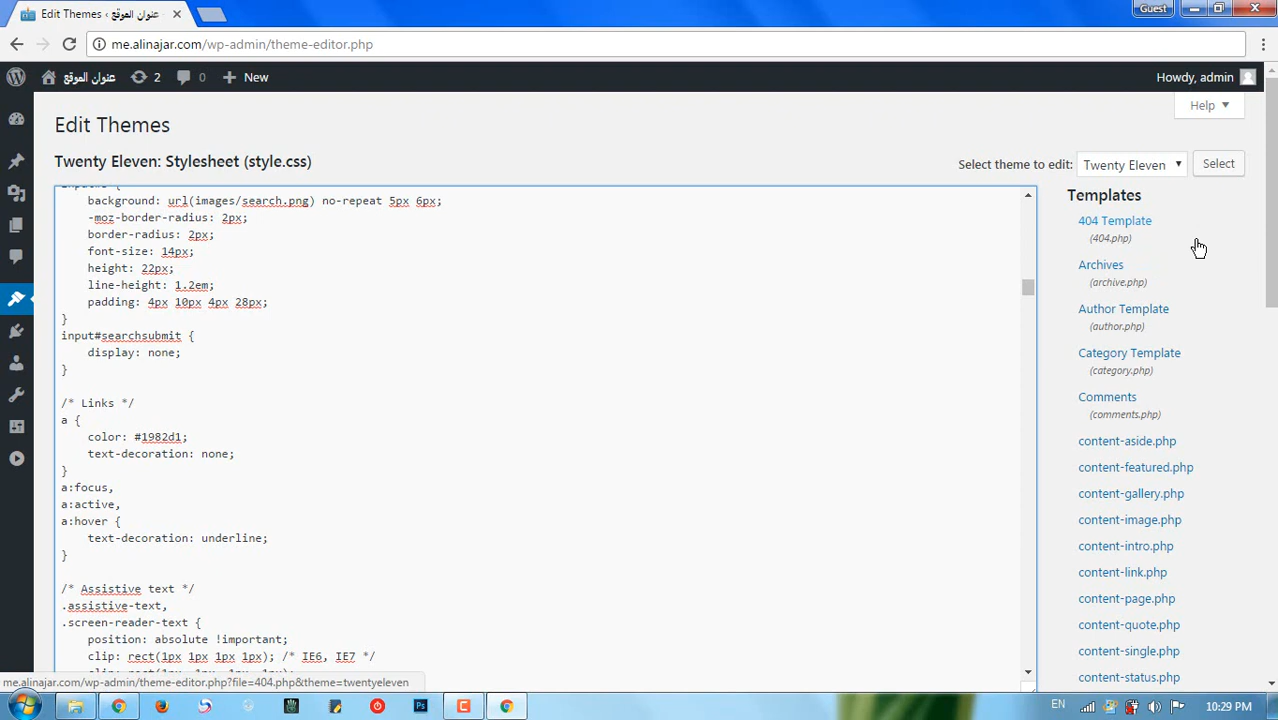 Edit Themes ‹ عنوان الموقع
Guest
me.alinajar.com/wp-admin/theme-editor.php
عنوان الموقع
2
0
New
Howdy, admin
Help
Edit Themes
Twenty Eleven: Stylesheet (style.css)
Select theme to edit: Twenty Eleven
Select
background: url(images/search.png) no-repeat 5px 6px;
-moz-border-radius: 2px;
border-radius: 2px;
font-size: 14px;
height: 22px;
line-height: 1.2em;
padding: 4px 10px 4px 28px;
}
input#searchsubmit {
display: none;
}
/* Links */
a {
color: #1982d1;
text-decoration: none;
}
a:focus,
a:active,
a:hover {
text-decoration: underline;
}
/* Assistive text */
.assistive-text,
.screen-reader-text {
position: absolute !important;
clip: rect(1px 1px 1px 1px); /* IE6, IE7 */
Templates
404 Template
(404.php)
Archives
(archive.php)
Author Template
(author.php)
Category Template
(category.php)
Comments
(comments.php)
content-aside.php
content-featured.php
content-gallery.php
content-image.php
content-intro.php
content-link.php
content-page.php
content-quote.php
content-single.php
content-status.php
me.alinajar.com/wp-admin/theme-editor.php?file=404.php&theme=twentyeleven
Ps
EN
10:29 PM